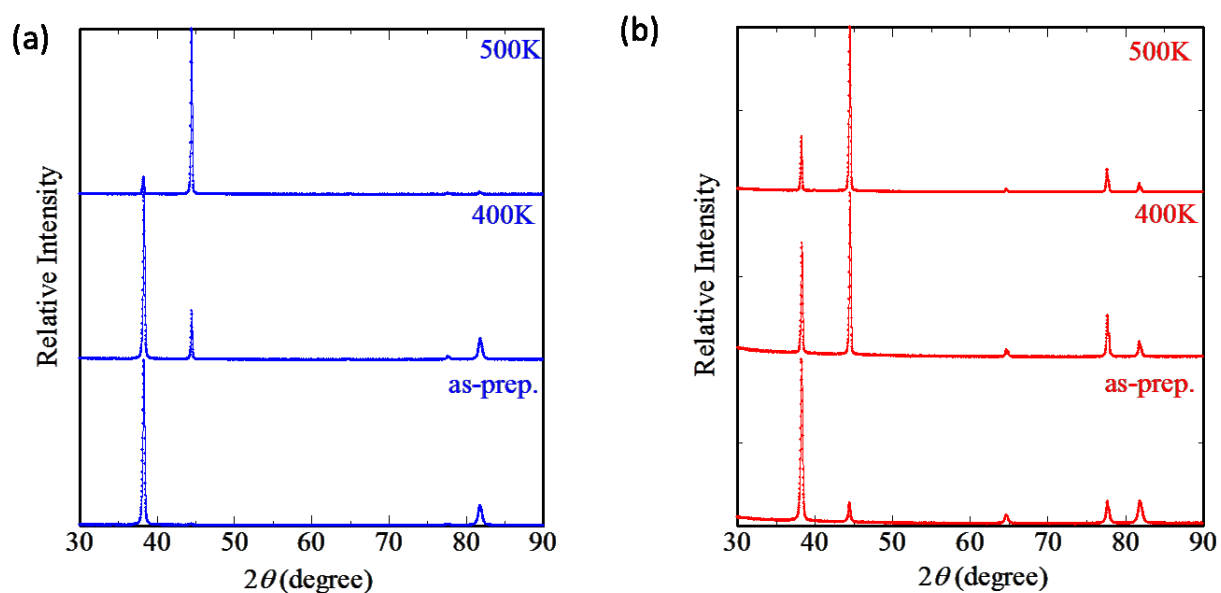 (a)
500K
400K
as-prep.
Relative Intensity
30 40 50 60 70 80 90
2θ (degree)
(b)
500K
400K
as-prep.
Relative Intensity
30 40 50 60 70 80 90
2θ (degree)